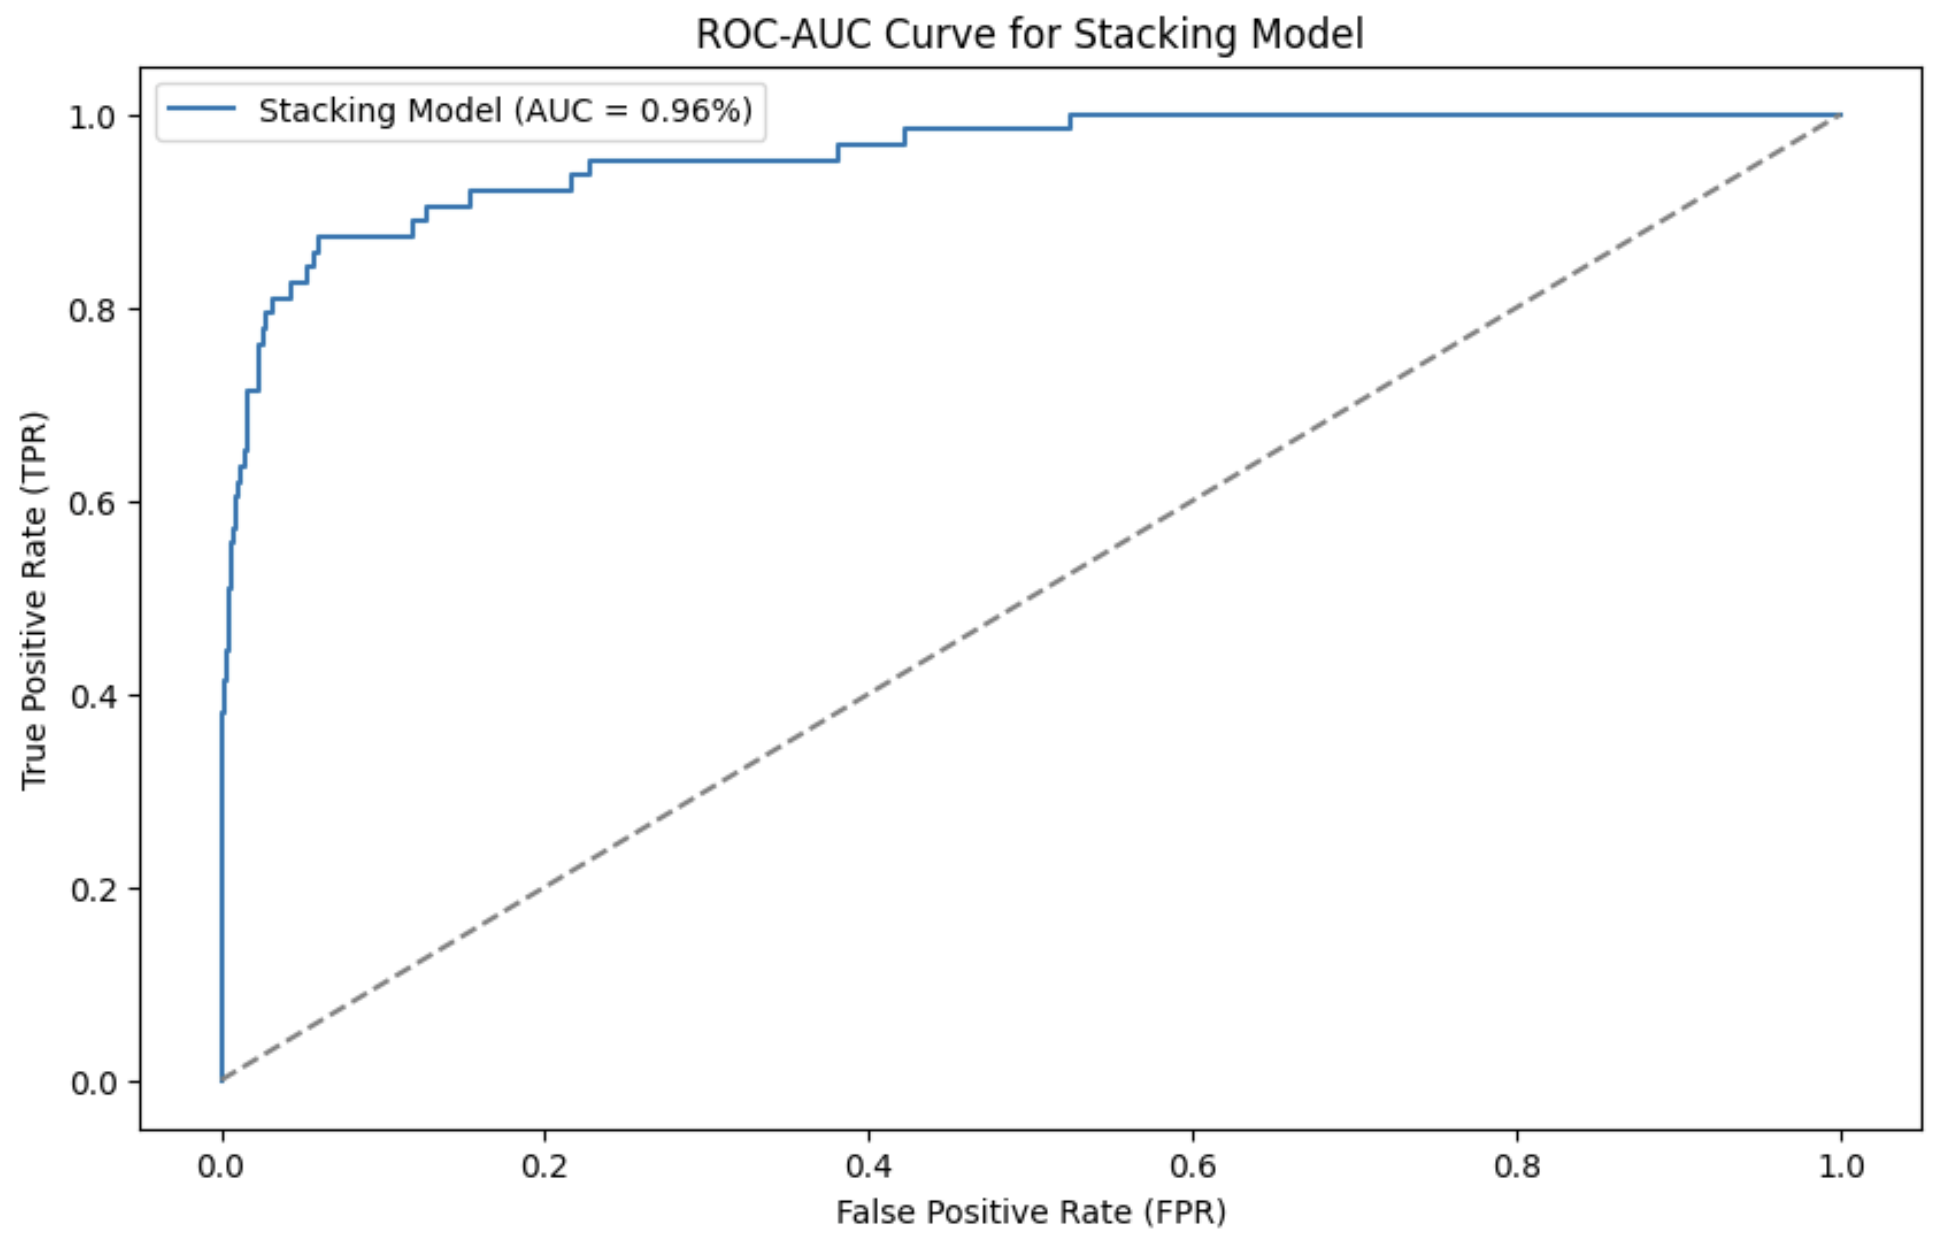 ROC-AUC Curve for Stacking Model
Stacking Model (AUC = 0.96%)
True Positive Rate (TPR)
1.0
0.8
0.6
0.4
0.2
0.0
0.0 0.2 0.4 0.6 0.8 1.0
False Positive Rate (FPR)